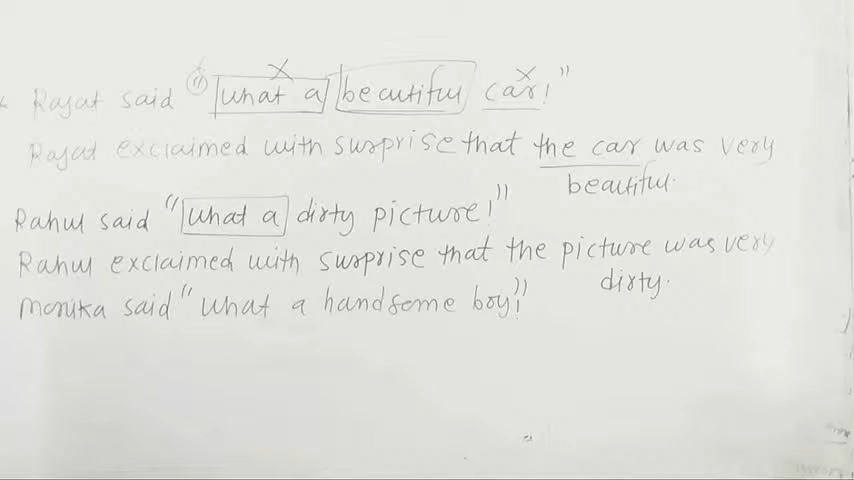 Rajat said "what a beautiful car!"
Rajat exclaimed with surprise that the car was very
beautiful.
Rahul said "what a dirty picture!"
Rahul exclaimed with surprise that the picture was very
dirty.
Monika said "what a handsome boy!"